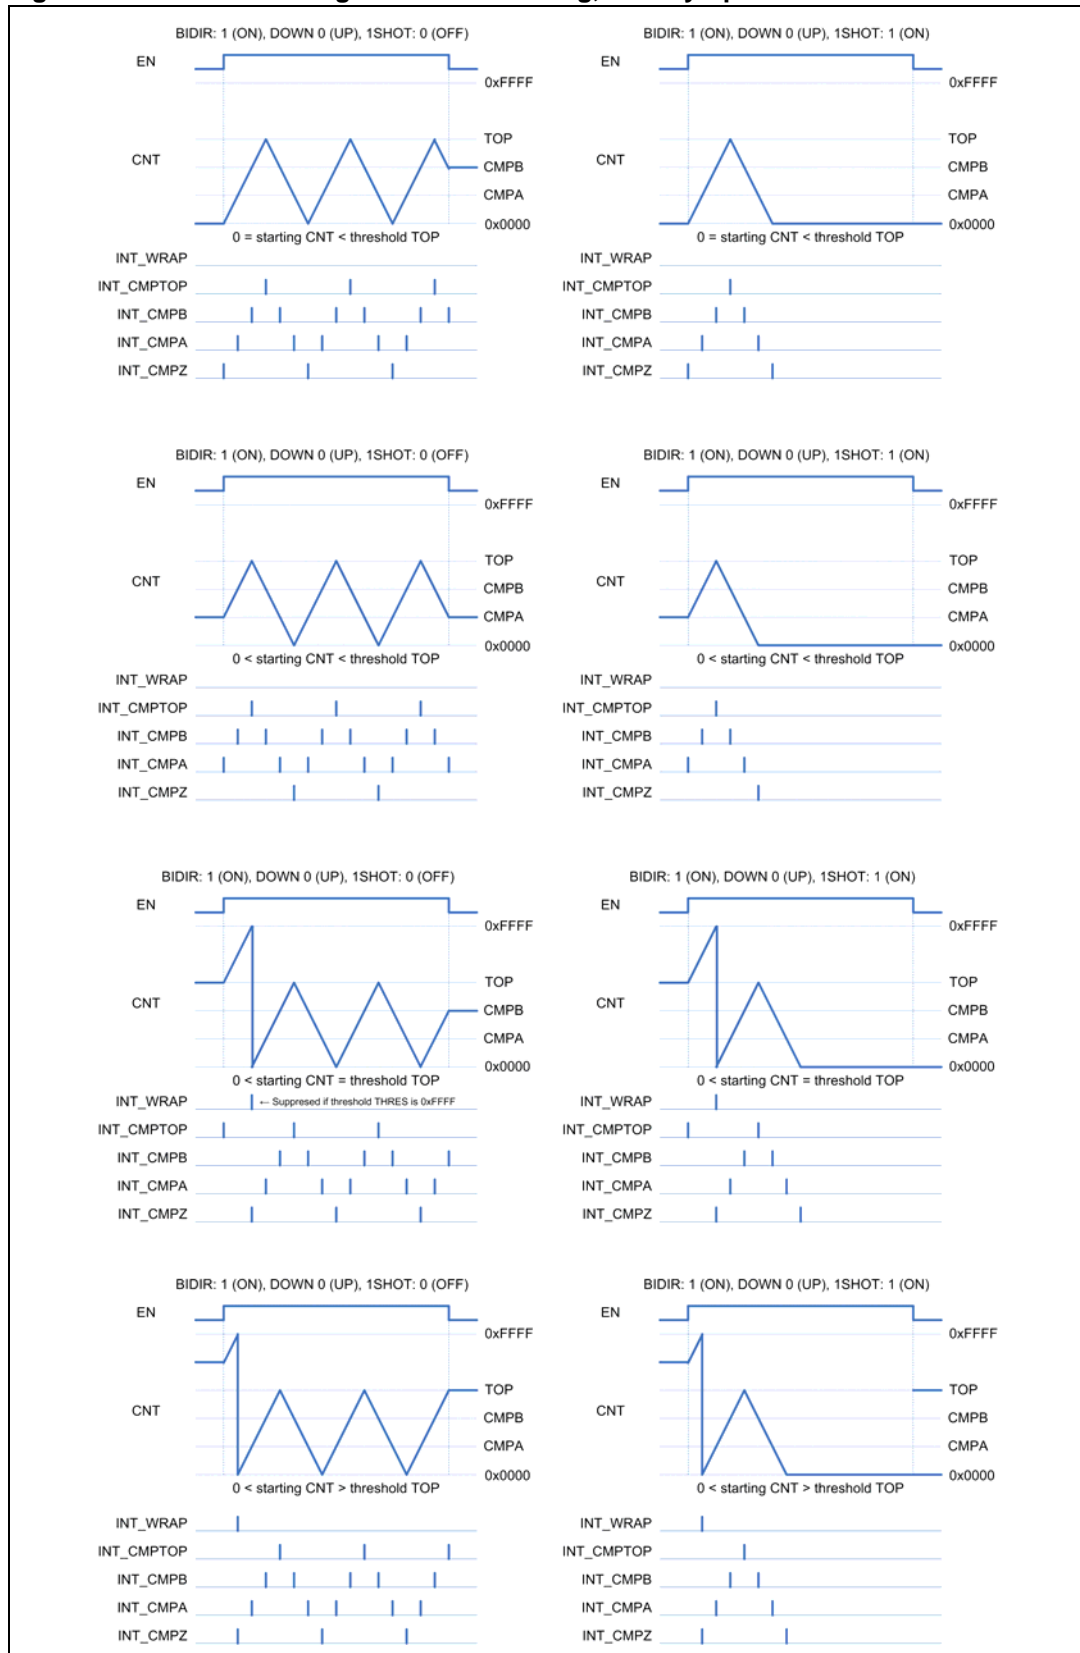 BIDIR: 1 (ON), DOWN 0 (UP), 1SHOT: 0 (OFF)
EN
0xFFFF
TOP
CNT
CMPB
CMPA
0x0000
0 = starting CNT < threshold TOP
INT_WRAP
INT_CMPTOP
INT_CMPB
INT_CMPA
INT_CMPZ
BIDIR: 1 (ON), DOWN 0 (UP), 1SHOT: 1 (ON)
EN
0xFFFF
TOP
CNT
CMPB
CMPA
0x0000
0 = starting CNT < threshold TOP
INT_WRAP
INT_CMPTOP
INT_CMPB
INT_CMPA
INT_CMPZ
BIDIR: 1 (ON), DOWN 0 (UP), 1SHOT: 0 (OFF)
EN
0xFFFF
TOP
CNT
CMPB
CMPA
0x0000
0 < starting CNT < threshold TOP
INT_WRAP
INT_CMPTOP
INT_CMPB
INT_CMPA
INT_CMPZ
BIDIR: 1 (ON), DOWN 0 (UP), 1SHOT: 1 (ON)
EN
0xFFFF
TOP
CNT
CMPB
CMPA
0x0000
0 < starting CNT < threshold TOP
INT_WRAP
INT_CMPTOP
INT_CMPB
INT_CMPA
INT_CMPZ
BIDIR: 1 (ON), DOWN 0 (UP), 1SHOT: 0 (OFF)
EN
0xFFFF
TOP
CNT
CMPB
CMPA
0x0000
0 < starting CNT = threshold TOP
INT_WRAP
← Suppresed if threshold THRES is 0xFFFF
INT_CMPTOP
INT_CMPB
INT_CMPA
INT_CMPZ
BIDIR: 1 (ON), DOWN 0 (UP), 1SHOT: 1 (ON)
EN
0xFFFF
TOP
CNT
CMPB
CMPA
0x0000
0 < starting CNT = threshold TOP
INT_WRAP
INT_CMPTOP
INT_CMPB
INT_CMPA
INT_CMPZ
BIDIR: 1 (ON), DOWN 0 (UP), 1SHOT: 0 (OFF)
EN
0xFFFF
TOP
CNT
CMPB
CMPA
0x0000
0 < starting CNT > threshold TOP
INT_WRAP
INT_CMPTOP
INT_CMPB
INT_CMPA
INT_CMPZ
BIDIR: 1 (ON), DOWN 0 (UP), 1SHOT: 1 (ON)
EN
0xFFFF
TOP
CNT
CMPB
CMPA
0x0000
0 < starting CNT > threshold TOP
INT_WRAP
INT_CMPTOP
INT_CMPB
INT_CMPA
INT_CMPZ